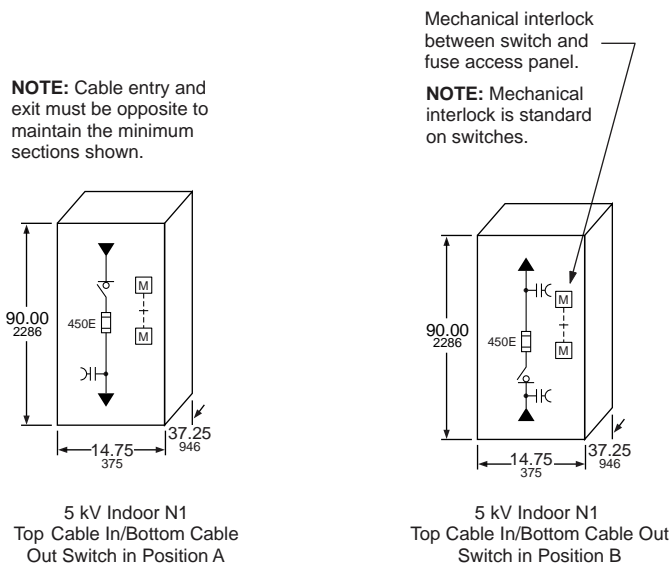 NOTE: Cable entry and
exit must be opposite to
maintain the minimum
sections shown.
90.00
2286
450E
M
M
14.75
375
37.25
946
5 kV Indoor N1
Top Cable In/Bottom Cable
Out Switch in Position A
Mechanical interlock
between switch and
fuse access panel.
NOTE: Mechanical
interlock is standard
on switches.
90.00
2286
450E
M
M
14.75
375
37.25
946
5 kV Indoor N1
Top Cable In/Bottom Cable Out
Switch in Position B